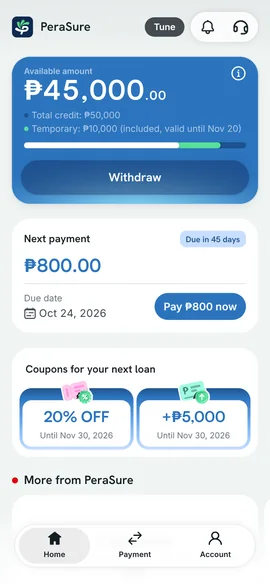 PeraSure
Tune
Available amount
₱45,000.00
Total credit: ₱50,000
Temporary: ₱10,000 (included, valid until Nov 20)
Withdraw
Next payment
Due in 45 days
₱800.00
Due date
Oct 24, 2026
Pay ₱800 now
Coupons for your next loan
20% OFF
Until Nov 30, 2026
+₱5,000
Until Nov 30, 2026
More from PeraSure
Home
Payment
Account